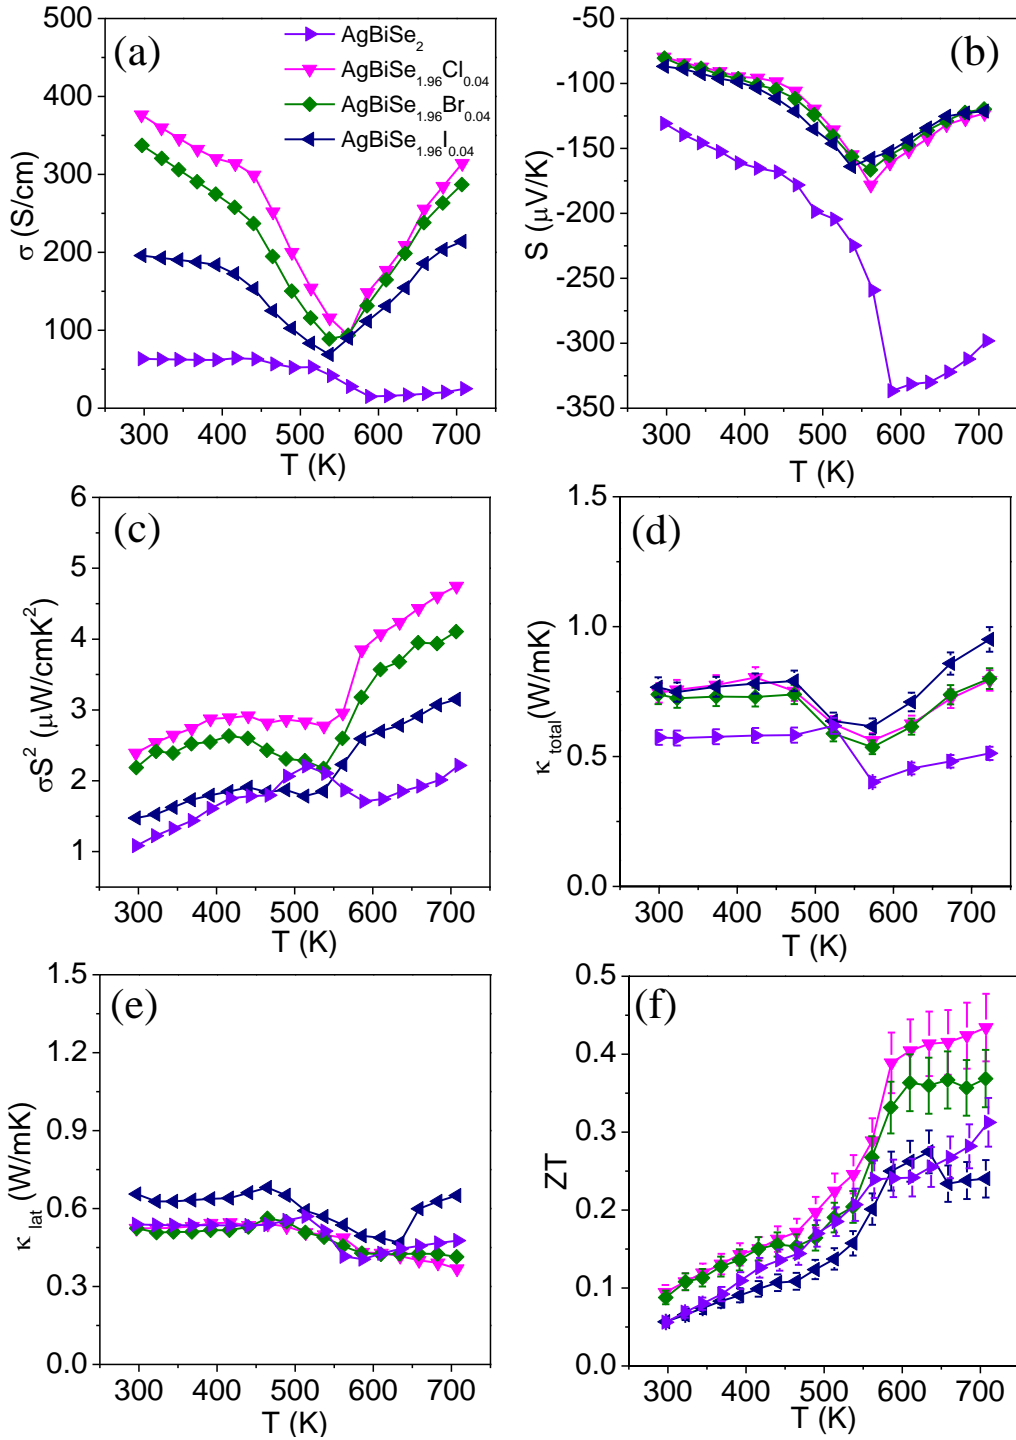 (a)
AgBiSe2
AgBiSe1.96Cl0.04
AgBiSe1.96Br0.04
AgBiSe1.96I0.04
σ (S/cm)
500
400
300
200
100
0
300 400 500 600 700
T (K)
(b)
S (μV/K)
-50
-100
-150
-200
-250
-300
-350
300 400 500 600 700
T (K)
(c)
σS² (μW/cmK²)
6
5
4
3
2
1
300 400 500 600 700
T (K)
(d)
κ total(W/mK)
1.5
1.0
0.5
0.0
300 400 500 600 700
T (K)
(e)
κ lat (W/mK)
1.5
1.2
0.9
0.6
0.3
0.0
300 400 500 600 700
T (K)
(f)
ZT
0.5
0.4
0.3
0.2
0.1
0.0
300 400 500 600 700
T (K)